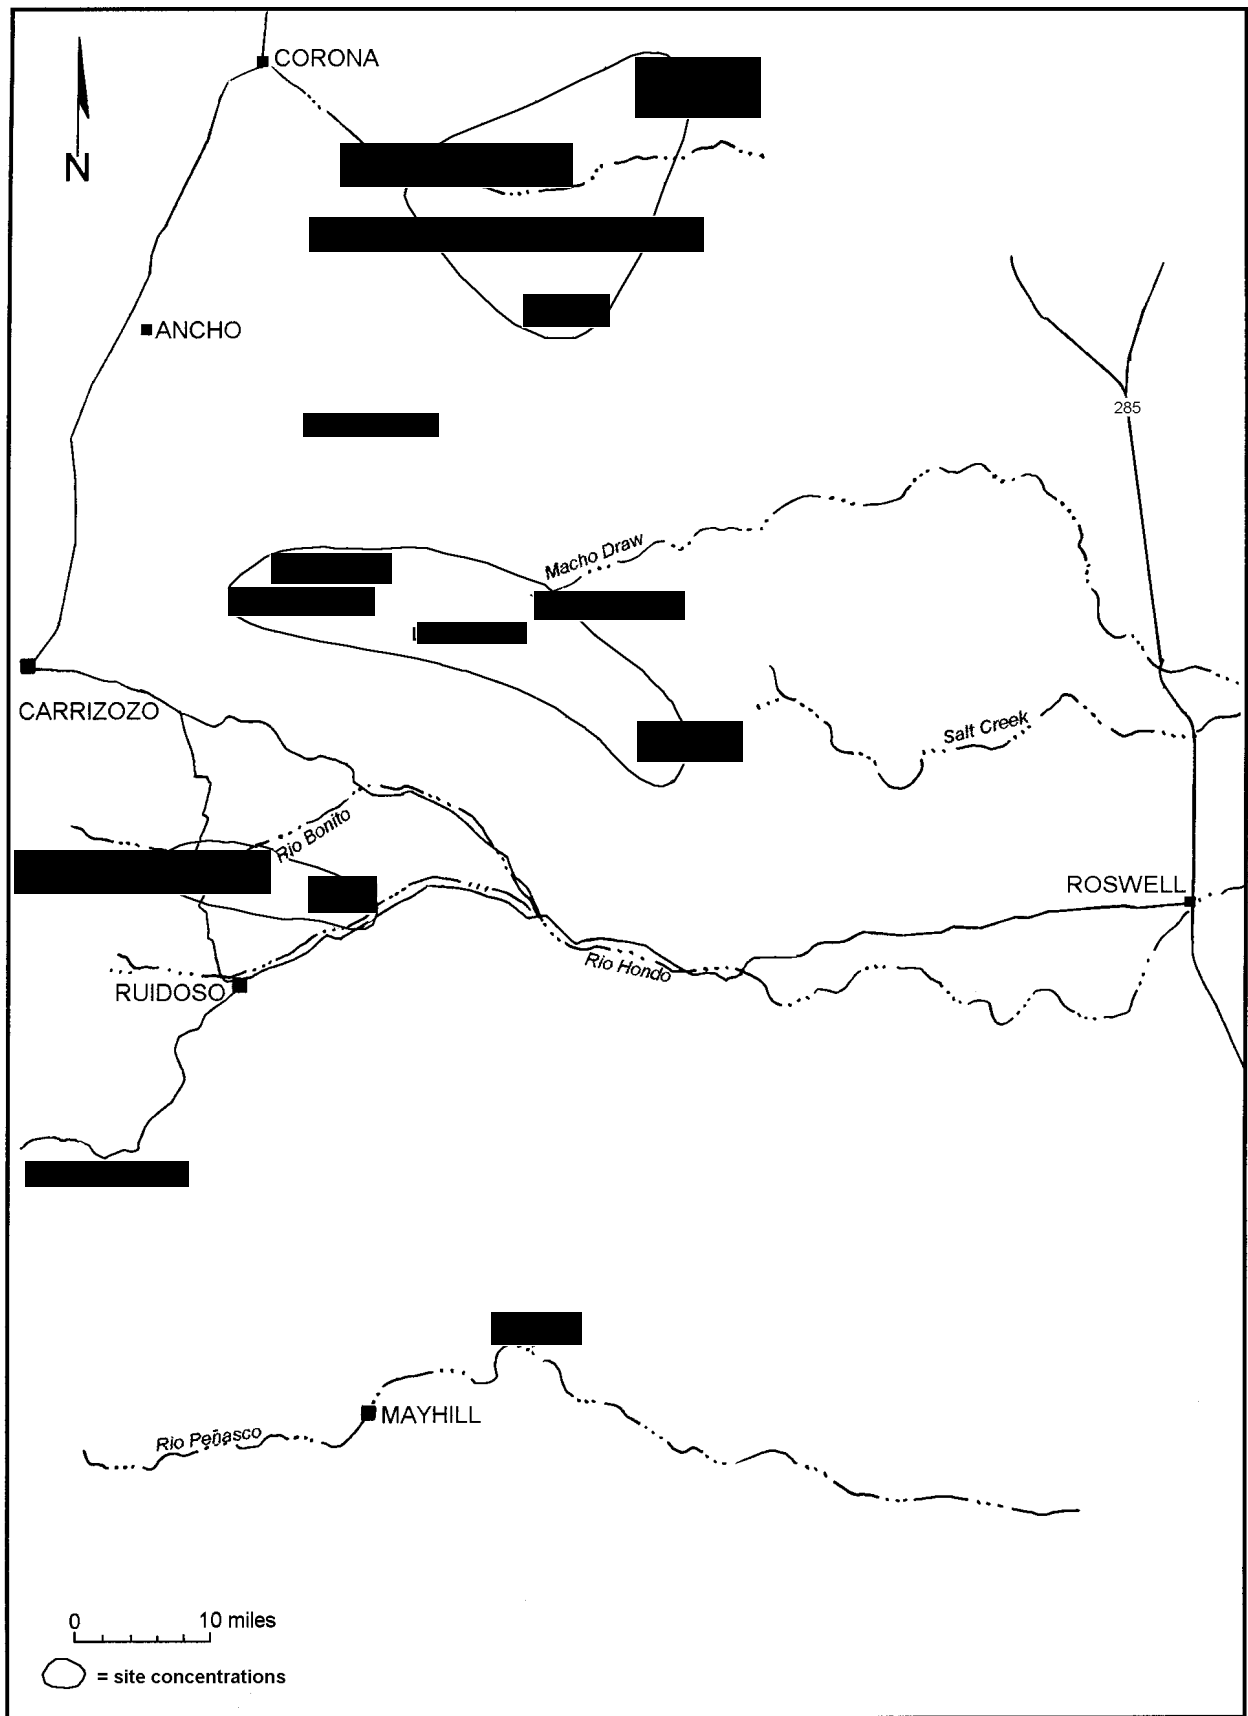 CORONA
N
ANCHO
285
Macho Draw
CARRIZOZO
Salt Creek
Rio Bonito
ROSWELL
Rio Hondo
RUIDOSO
MAYHILL
Rio Peñasco
0 10 miles
= site concentrations